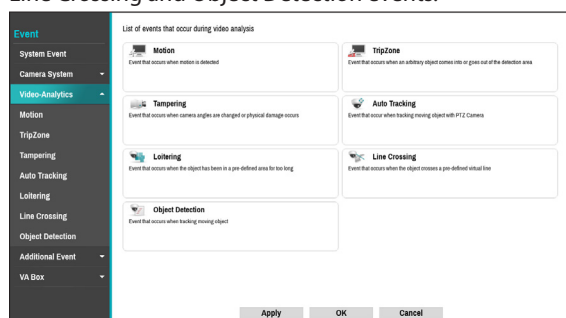 Line Crossing and Object Detection events.
Event
System Event
Camera System
Video-Analytics
Motion
TripZone
Tampering
Auto Tracking
Loitering
Line Crossing
Object Detection
Additional Event
VA Box
List of events that occur during video analysis
Motion
Event that occurs when motion is detected
TripZone
Event that occurs when an arbitrary object comes into or goes out of the detection area
Tampering
Event that occurs when camera angles are changed or physical damage occurs
Auto Tracking
Event that occur when tracking moving object with PTZ Camera
Loitering
Event that occurs when the object has been in a pre-defined area for too long
Line Crossing
Event that occurs when the object crosses a pre-defined virtual line
Object Detection
Event that occurs when tracking moving object
Apply
OK
Cancel